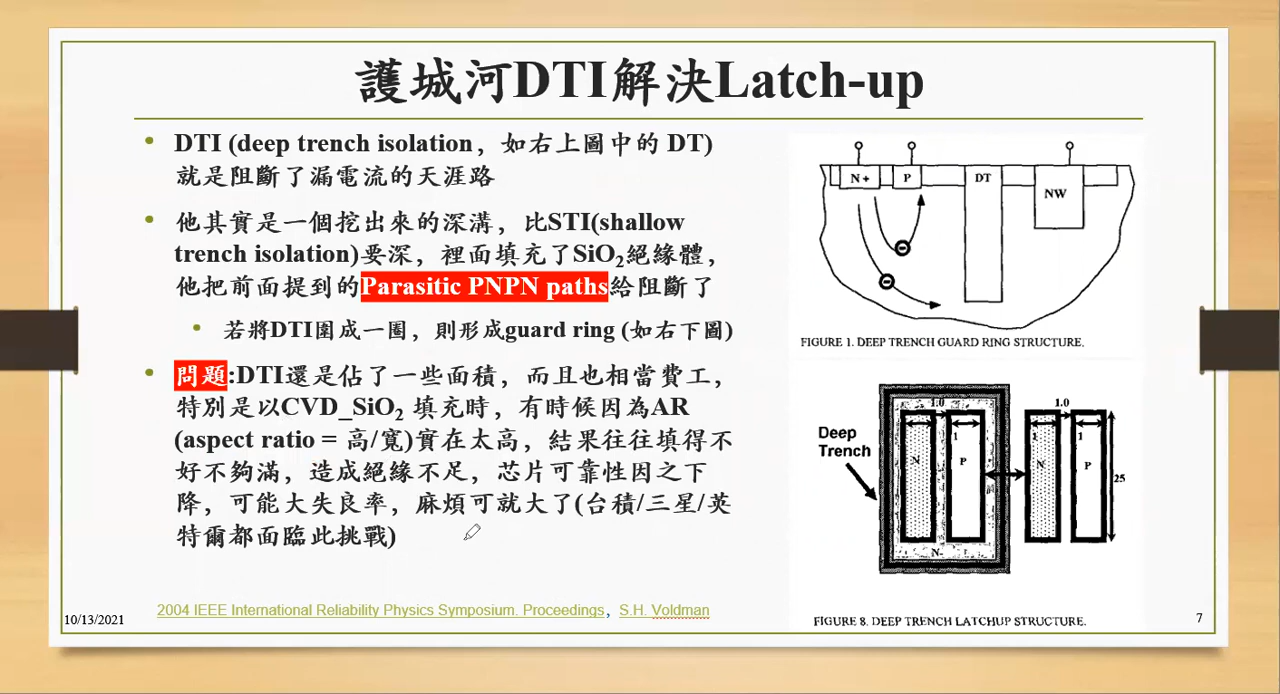 護城河DTI解決Latch-up
• DTI (deep trench isolation，如右上圖中的 DT)
就是阻斷了漏電流的天涯路
• 他其實是一個挖出來的深溝，比STI(shallow
trench isolation)要深，裡面填充了SiO₂絕緣體，
他把前面提到的Parasitic PNPN paths給阻斷了
• 若將DTI圍成一圈，則形成guard ring (如右下圖)
• 問題:DTI還是佔了一些面積，而且也相當費工，
特別是以CVD_SiO₂ 填充時，有時候因為AR
(aspect ratio = 高/寬)實在太高，結果往往填得不
好不夠滿，造成絕緣不足，芯片可靠性因之下
降，可能大失良率，麻煩可就大了(台積/三星/英
特爾都面臨此挑戰)
2004 IEEE International Reliability Physics Symposium. Proceedings，S.H. Voldman
10/13/2021
N+ P DT
NW
FIGURE 1. DEEP TRENCH GUARD RING STRUCTURE.
1.0 1.0
Deep
Trench
1 1 1 1
N P N P
25
N-
FIGURE 8. DEEP TRENCH LATCHUP STRUCTURE.
7